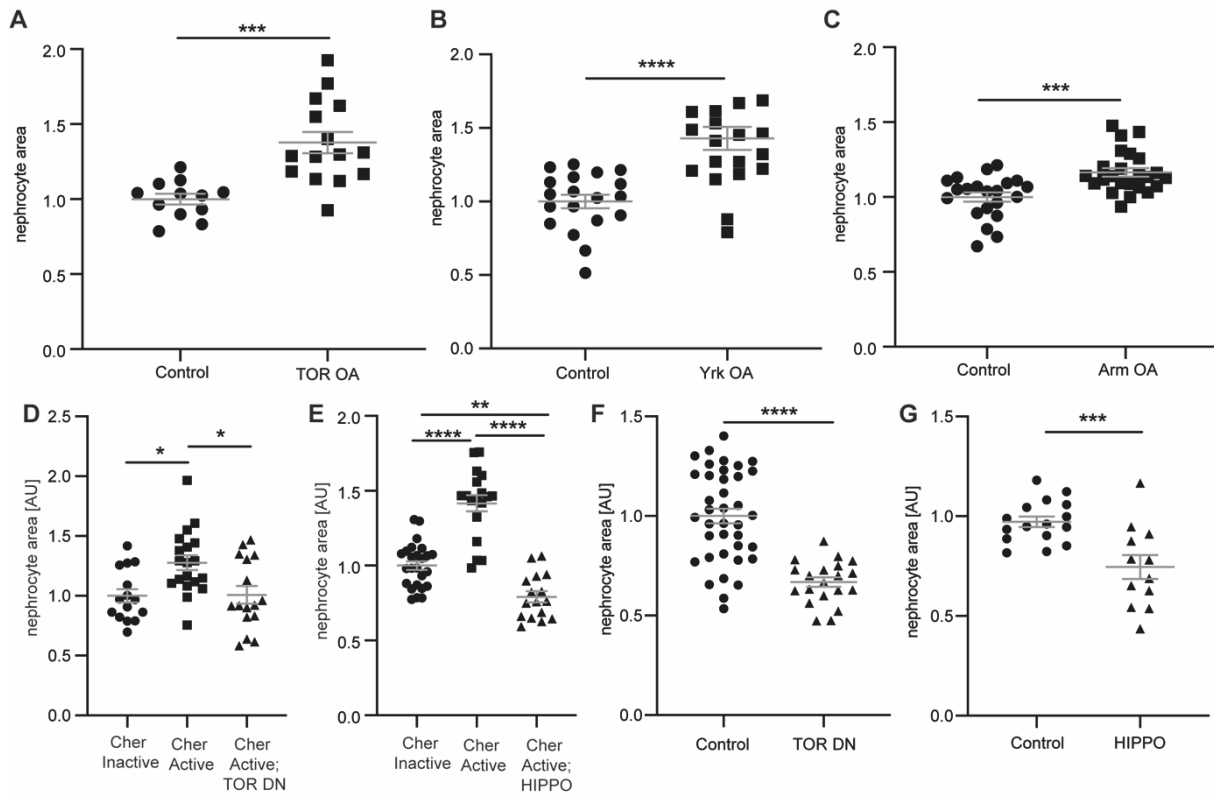 A
***
nephrocyte area
2.0
1.5
1.0
0.5
0.0
Control
TOR OA
B
****
nephrocyte area
2.0
1.5
1.0
0.5
0.0
Control
Yrk OA
C
***
nephrocyte area
2.0
1.5
1.0
0.5
0.0
Control
Arm OA
D
*
*
nephrocyte area [AU]
2.5
2.0
1.5
1.0
0.5
0.0
Cher
Inactive
Cher
Active
Cher
Active;
TOR DN
E
**
****
****
nephrocyte area [AU]
2.0
1.5
1.0
0.5
0.0
Cher
Inactive
Cher
Active
Cher
Active;
HIPPO
F
****
nephrocyte area [AU]
1.5
1.0
0.5
0.0
Control
TOR DN
G
***
nephrocyte area [AU]
1.5
1.0
0.5
0.0
Control
HIPPO